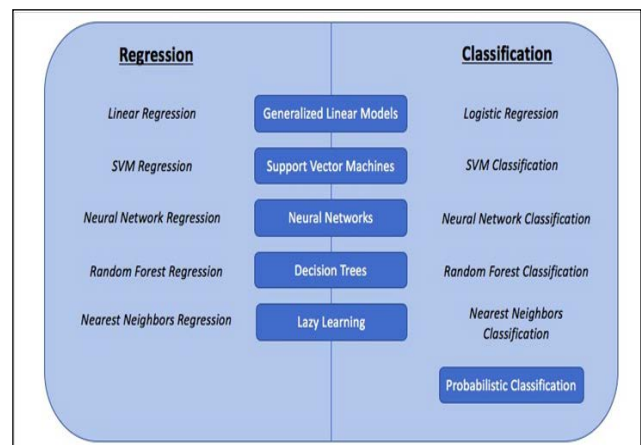 Regression
Classification
Linear Regression
Generalized Linear Models
Logistic Regression
SVM Regression
Support Vector Machines
SVM Classification
Neural Network Regression
Neural Networks
Neural Network Classification
Random Forest Regression
Decision Trees
Random Forest Classification
Nearest Neighbors Regression
Lazy Learning
Nearest Neighbors
Classification
Probabilistic Classification